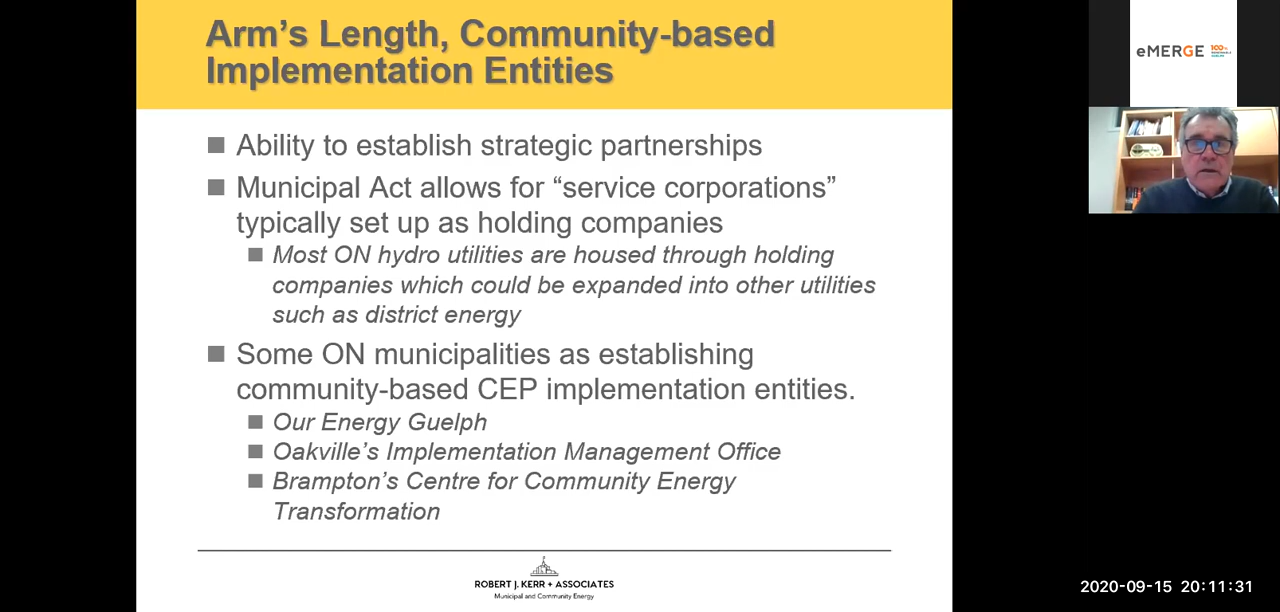 Arm's Length, Community-based
Implementation Entities
Ability to establish strategic partnerships
Municipal Act allows for “service corporations”
typically set up as holding companies
Most ON hydro utilities are housed through holding
companies which could be expanded into other utilities
such as district energy
Some ON municipalities as establishing
community-based CEP implementation entities.
Our Energy Guelph
Oakville's Implementation Management Office
Brampton's Centre for Community Energy
Transformation
ROBERT J. KERR + ASSOCIATES
Municipal and Community Energy
eMERGE 100%
2020-09-15 20:11:31